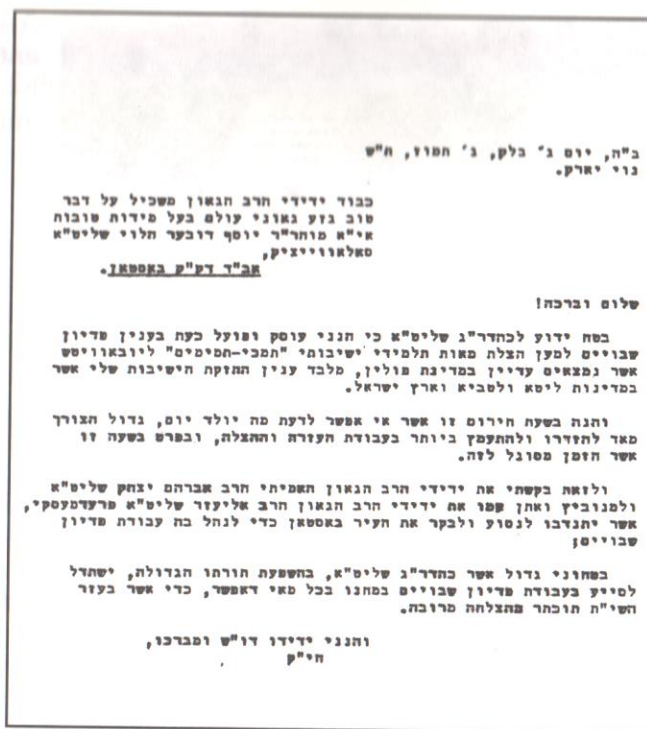 ב"ה, יום ג' בלק, ג' תמוז, ת"ש
נוי יארק.
כבוד ידידי הרב הגאון משכיל על דבר
טוב גזע גאוני עולם בעל מידות טובות
אי"א מוהר"ר יוסף דובער הלוי שליט"א
סאלאווייציק,
אב"ד דק"ק באסטאן.
שלום וברכה!
בטח ידוע לכהדר"ג שליט"א כי הנני עוסק ופועל כעת בענין פדיון
שבויים למען הצלת מאות תלמידי ישיבותי "תמכי-תמימים" ליובאוויטש
אשר נמצאים עדיין במדינת פולין, מלבד ענין החזקת הישיבות שלי אשר
במדינות ליטא ולטביא וארץ ישראל.
והנה בשעת חירום זו אשר אי אפשר לדעת מה יולד יום, גדול הצורך
מאד להזדרז ולהתעמץ ביותר בעבודת העזרה וההצלה, ובפרט בשעה זו
אשר הזמן מסוגל לזה.
ולזאת בקשתי את ידידי הרב הגאון האמיתי הרב אברהם יצחק שליט"א
ולמנוביץ ואתן עמו את ידידי הרב הגאון הרב אליעזר שליט"א פרעדמעסקי,
אשר יתנדבו לנסוע ולבקר את העיר באסטאן כדי לנהל בה עבודת פדיון
שבויים;
בטחוני גדול אשר כהדר"ג שליט"א, בהשפעת תורתו הגדולה, ישתדל
לסייע בעבודת פדיון שבויים במחנו בכל מאי דאפשר, כדי אשר בעזר
השי"ת תוכתר בהצלחה מרובה.
והנני ידידו דו"ש ומברכו,
חי"ק